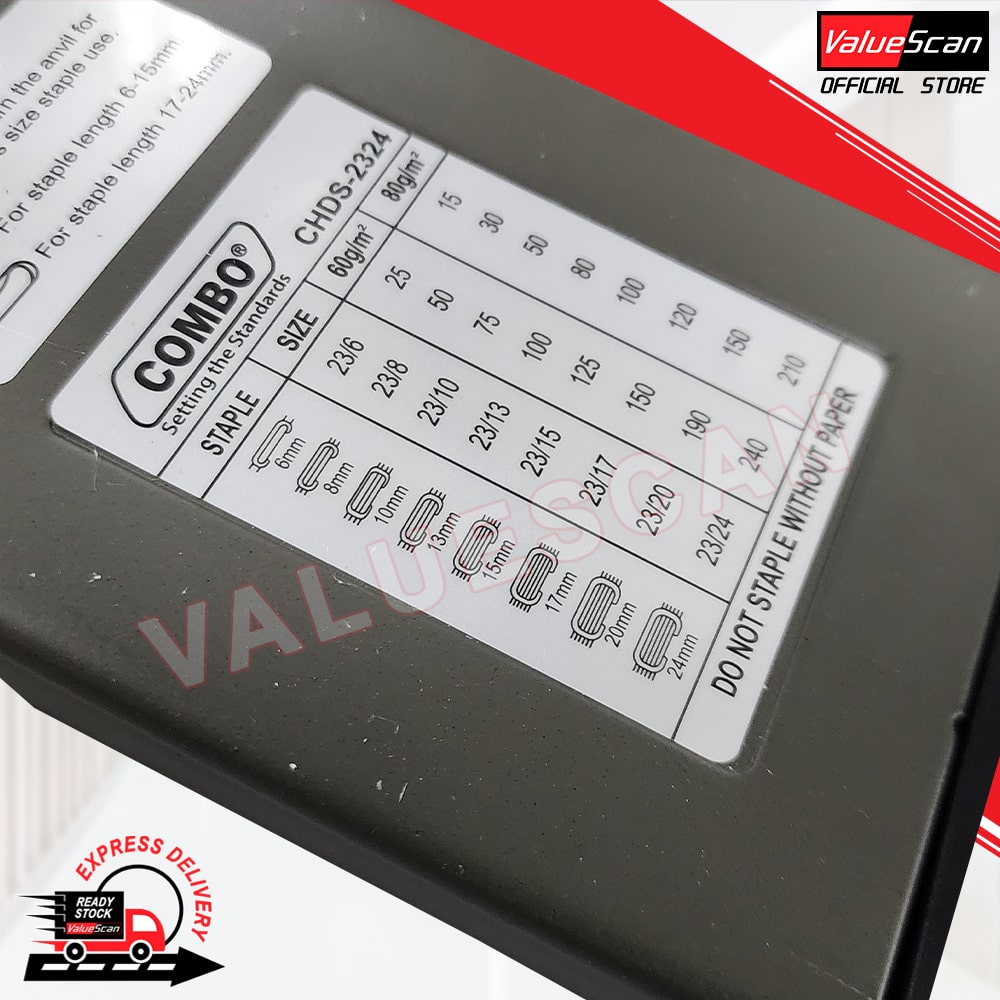 ValueScan
OFFICIAL STORE
n the anvil for
s size staple use.
For staple length 6-15mm
For staple length 17-24mm.
COMBO®
Setting the Standards
CHDS-2324
STAPLE SIZE 60g/m² 80g/m²
6mm 23/6 25 15
8mm 23/8 50 30
10mm 23/10 75 50
13mm 23/13 100 80
15mm 23/15 125 100
17mm 23/17 150 120
20mm 23/20 190 150
24mm 23/24 240 210
DO NOT STAPLE WITHOUT PAPER
VALUESCAN
EXPRESS DELIVERY
READY
STOCK
ValueScan